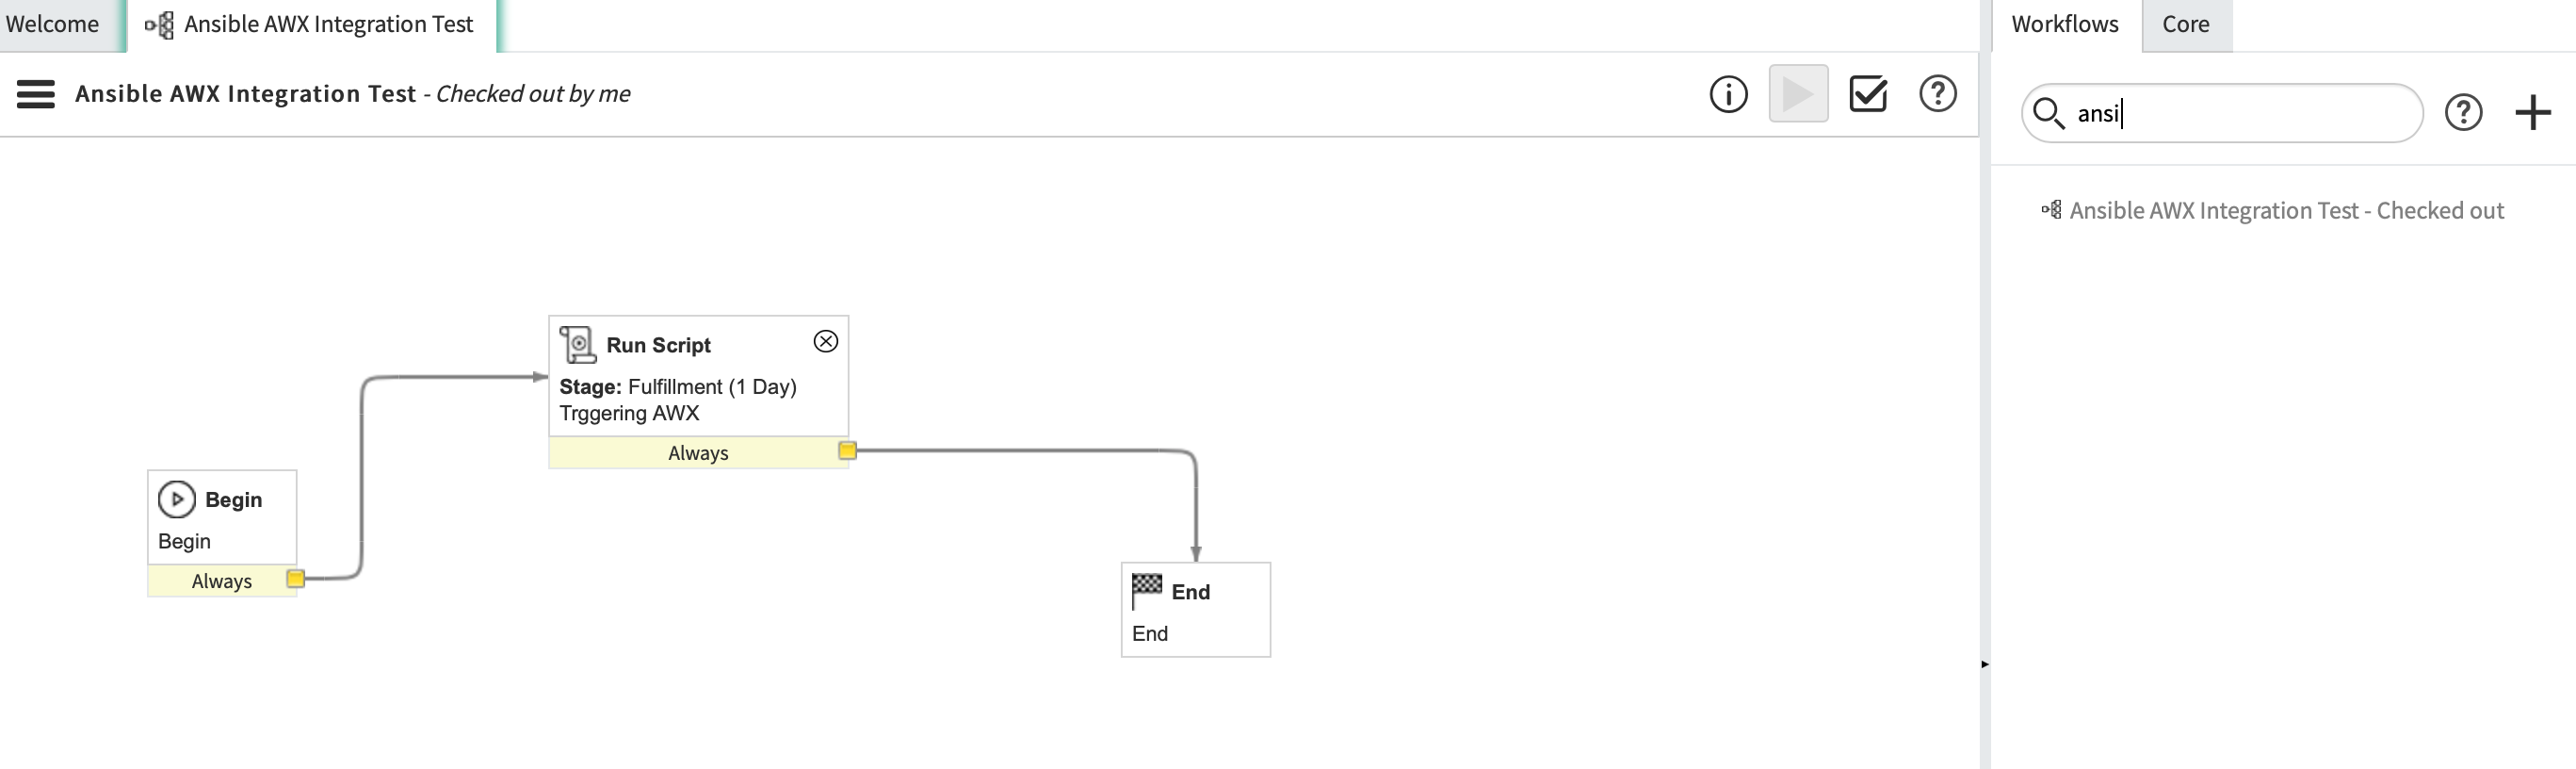 Welcome
Ansible AWX Integration Test
Workflows
Core
Ansible AWX Integration Test - Checked out by me
ansi
Ansible AWX Integration Test - Checked out
Run Script
Stage: Fulfillment (1 Day)
Trggering AWX
Always
Begin
Begin
Always
End
End